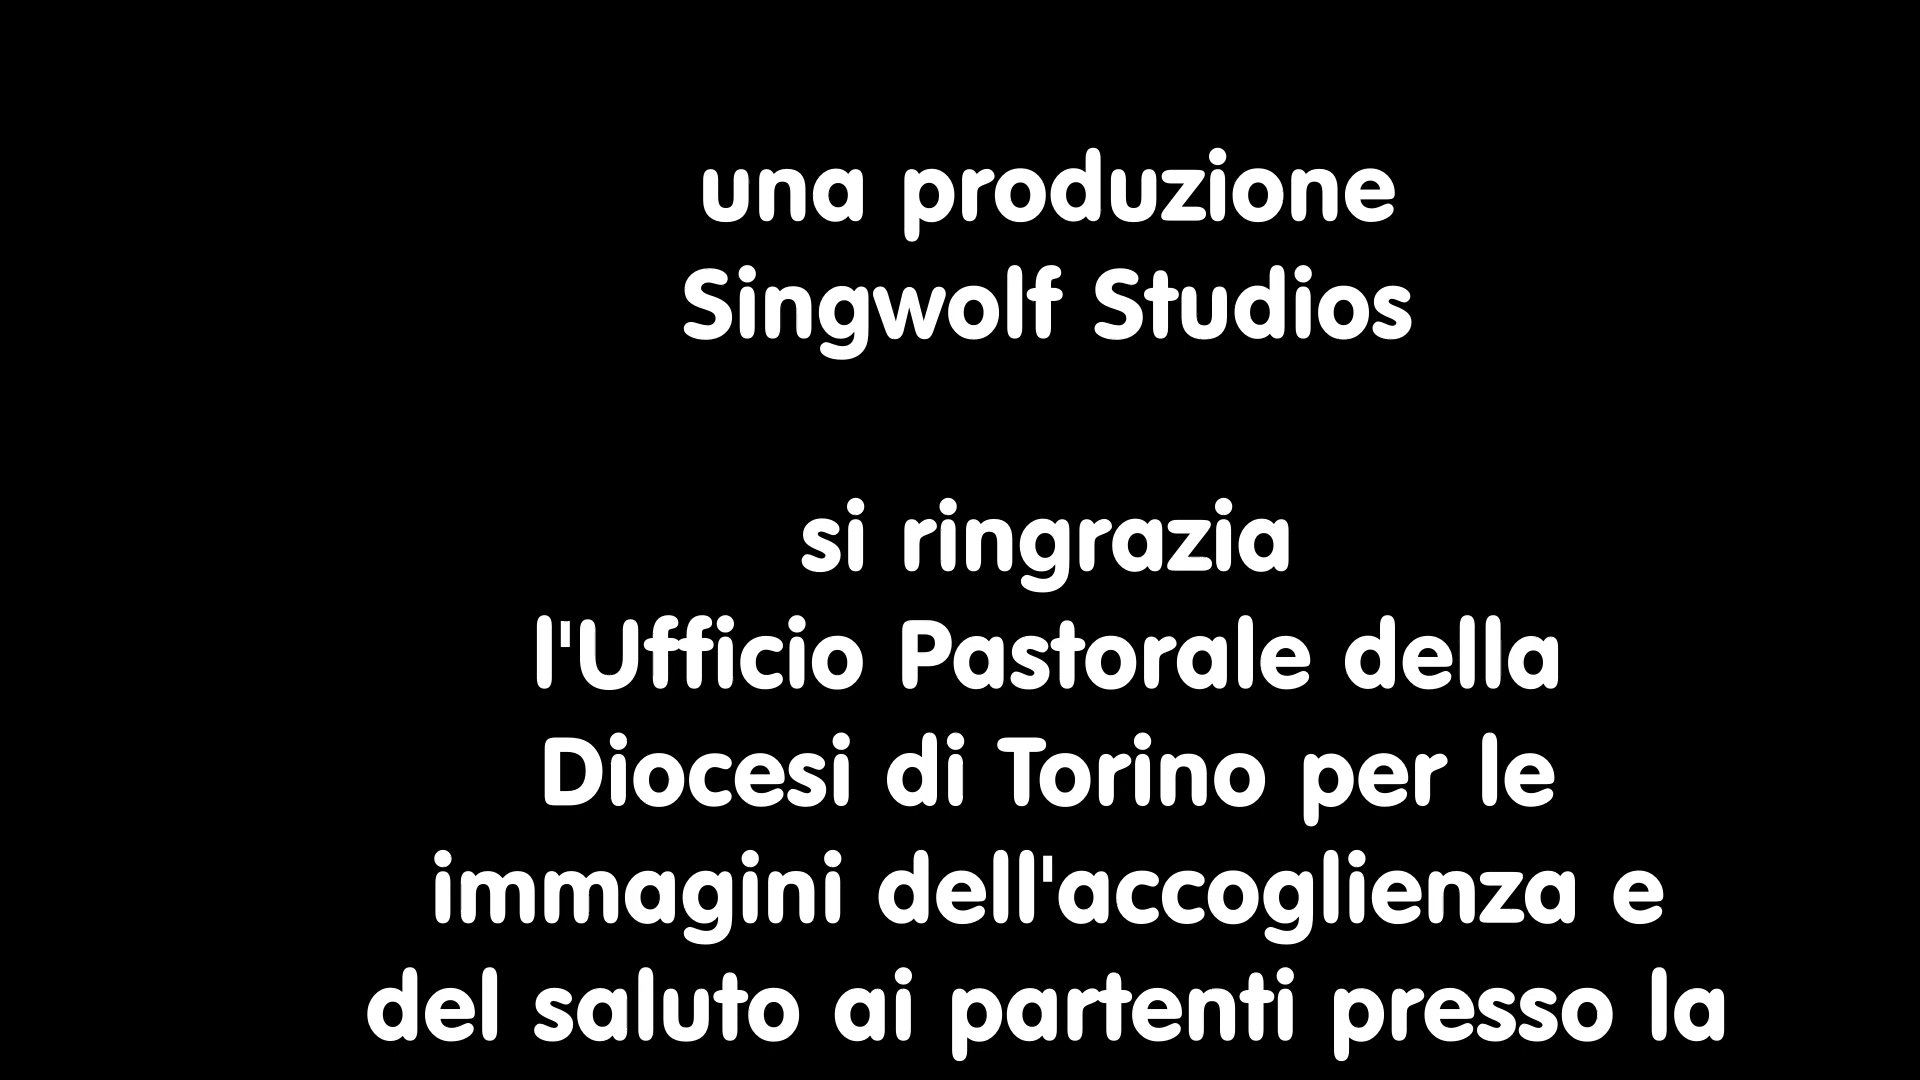 una produzione
Singwolf Studios
si ringrazia
l'Ufficio Pastorale della
Diocesi di Torino per le
immagini dell'accoglienza e
del saluto ai partenti presso la